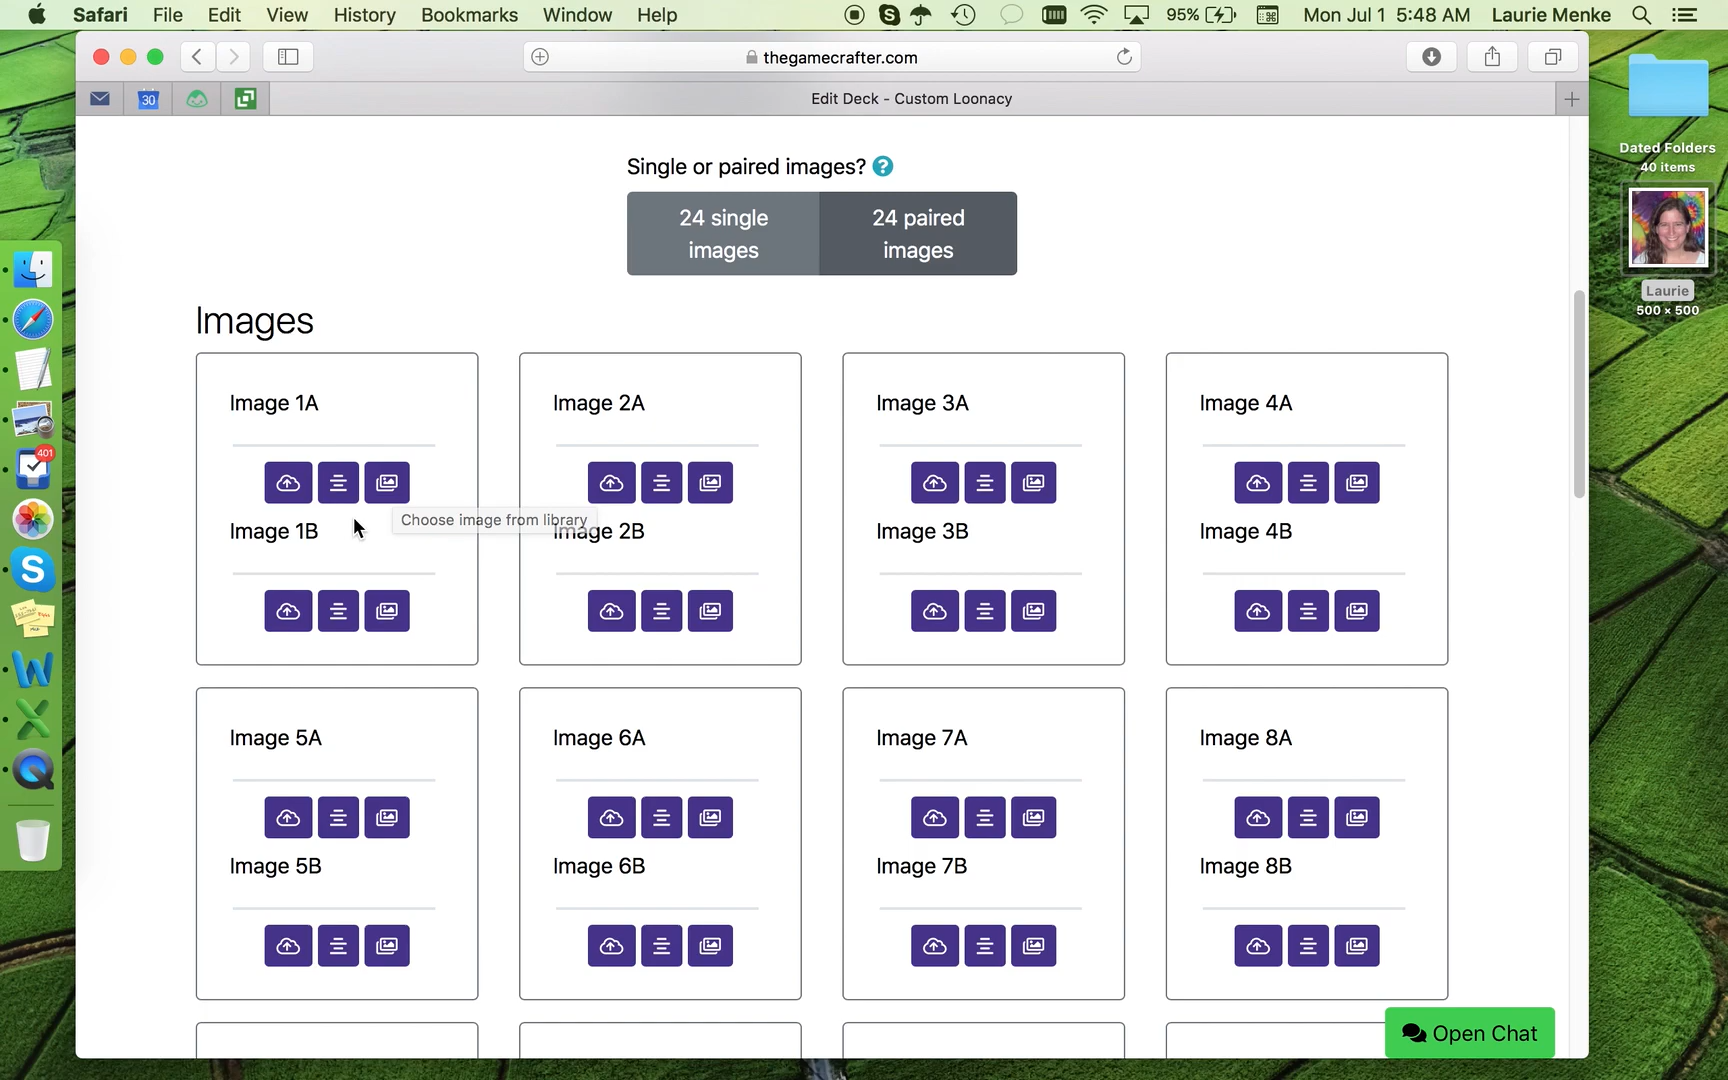 Safari File Edit View History Bookmarks Window Help 95% Mon Jul 1 5:48 AM Laurie Menke
thegamecrafter.com
30
Edit Deck - Custom Loonacy
Dated Folders
40 items
Laurie
500 × 500
Single or paired images?
24 single
images
24 paired
images
Images
Image 1A Image 2A Image 3A Image 4A
Choose image from library
Image 1B Image 2B Image 3B Image 4B
Image 5A Image 6A Image 7A Image 8A
Image 5B Image 6B Image 7B Image 8B
401
Open Chat